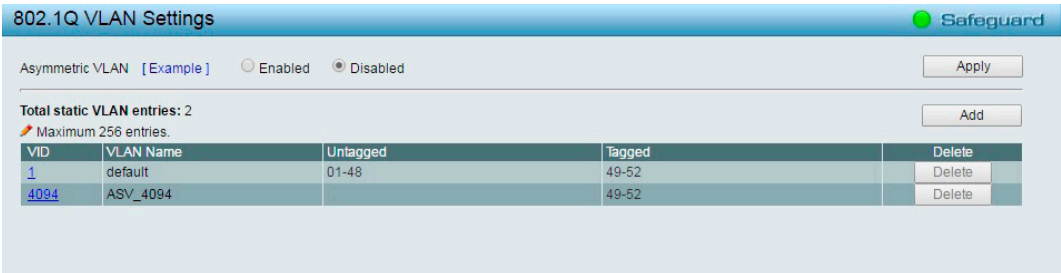 802.1Q VLAN Settings Safeguard
Asymmetric VLAN [ Example ] Enabled Disabled Apply
Total static VLAN entries: 2 Add
Maximum 256 entries.
VID VLAN Name Untagged Tagged Delete
1 default 01-48 49-52 Delete
4094 ASV_4094 49-52 Delete